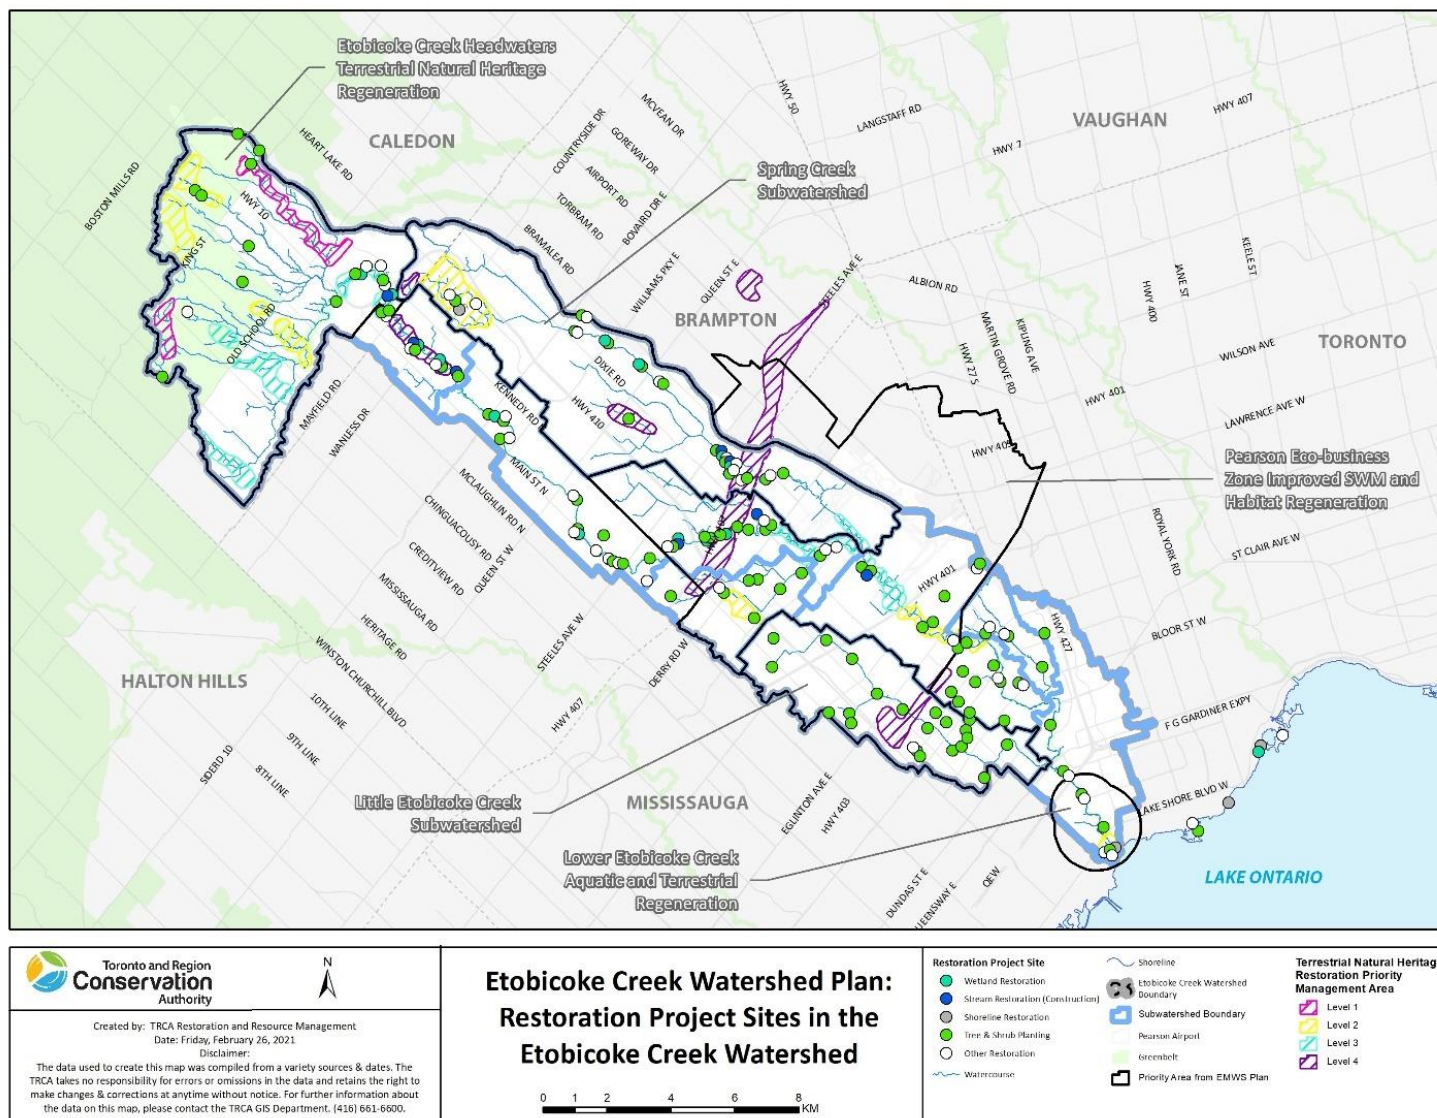 Etobicoke Creek Headwaters
Terrestrial Natural Heritage
Regeneration
HWY 50
MCVEAN DR
LANGSTAFF RD
VAUGHAN
HWY 407
HWY 7
CALEDON
HEART LAKE RD
COUNTRYSIDE DR
GOREWAY DR
AIRPORT RD
TORBRAM RD
BOVAIRD DR E
BRAMALEA RD
Spring Creek
Subwatershed
BOSTON MILLS RD
HWY 10
KING ST
OLD SCHOOL RD
WILLIAMS PKY E
QUEEN ST E
STEELES AVE E
BRAMPTON
ALBION RD
KEELE ST
JANE ST
HWY 400
KIPLING AVE
MARTIN GROVE RD
HWY 27 S
WILSON AVE
TORONTO
HWY 401
LAWRENCE AVE W
MAYFIELD RD
WANLESS DR
KENNEDY RD
DIXIE RD
HWY 410
MAIN ST N
MCLAUGHLIN RD N
CHINGUACOUSY RD
CREDITVIEW RD
QUEEN ST W
MISSISSAUGA RD
HERITAGE RD
WINSTON CHURCHILL BLVD
STEELES AVE W
HWY 409
Pearson Eco-business
Zone Improved SWM and
Habitat Regeneration
ROYAL YORK RD
ST CLAIR AVE W
HWY 401
HWY 427
BLOOR ST W
DERRY RD W
HWY 407
HALTON HILLS
10TH LINE
9TH LINE
8TH LINE
SIDERD 10
F G GARDINER EXPY
LAKE SHORE BLVD W
Little Etobicoke Creek
Subwatershed
MISSISSAUGA
EGLINTON AVE E
HWY 403
Lower Etobicoke Creek
Aquatic and Terrestrial
Regeneration
DUNDAS ST E
UEENSWAY E
QEW
LAKE ONTARIO
Toronto and Region
Conservation
Authority
N
Created by: TRCA Restoration and Resource Management
Date: Friday, February 26, 2021
Disclaimer:
The data used to create this map was compiled from a variety sources & dates. The
TRCA takes no responsibility for errors or omissions in the data and retains the right to
make changes & corrections at anytime without notice. For further information about
the data on this map, please contact the TRCA GIS Department. (416) 661-6600.
Etobicoke Creek Watershed Plan:
Restoration Project Sites in the
Etobicoke Creek Watershed
0 1 2 4 6 8
KM
Restoration Project Site
Wetland Restoration
Stream Restoration (Construction)
Shoreline Restoration
Tree & Shrub Planting
Other Restoration
Watercourse
Shoreline
Etobicoke Creek Watershed
Boundary
Subwatershed Boundary
Pearson Airport
Greenbelt
Priority Area from EMWS Plan
Terrestrial Natural Heritag
Restoration Priority
Management Area
Level 1
Level 2
Level 3
Level 4